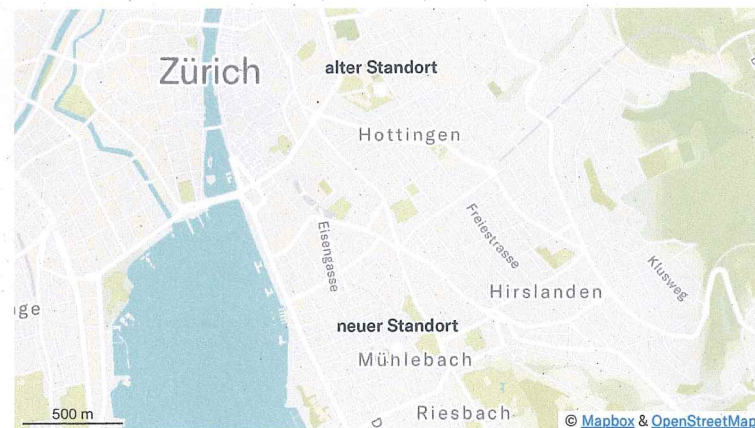 Zürich
alter Standort
Hottingen
Eisengasse
Freiestrasse
Klusweg
Hirslanden
neuer Standort
Mühlebach
Riesbach
500 m
© Mapbox & OpenStreetMap